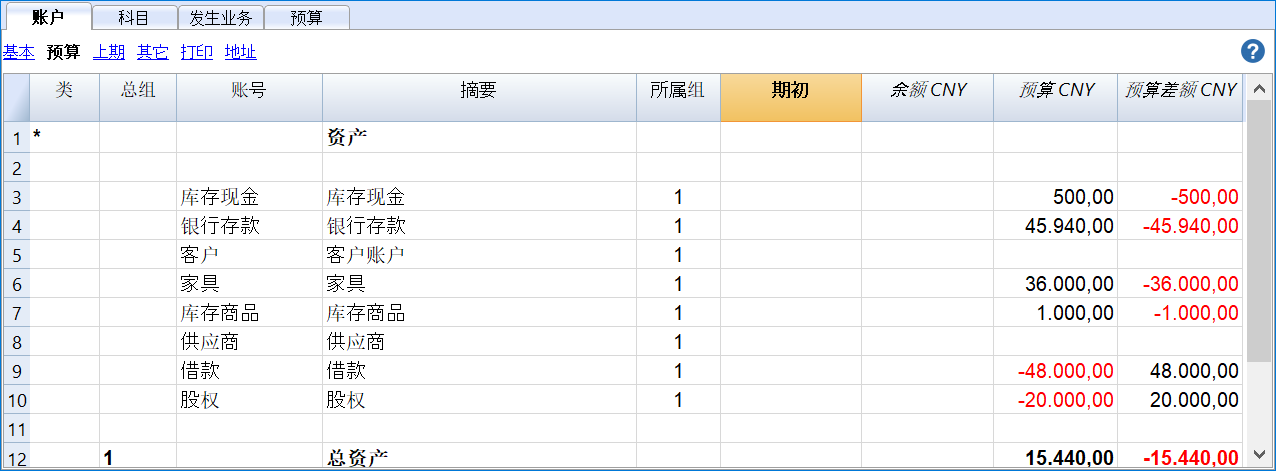 账户 科目 发生业务 预算
基本 预算 上期 其它 打印 地址 ?
类 总组 账号 摘要 所属组 期初 余额 CNY 预算 CNY 预算差额 CNY
1 * 资产
2
3 库存现金 库存现金 1 500,00 -500,00
4 银行存款 银行存款 1 45.940,00 -45.940,00
5 客户 客户账户 1
6 家具 家具 1 36.000,00 -36.000,00
7 库存商品 库存商品 1 1.000,00 -1.000,00
8 供应商 供应商 1
9 借款 借款 1 -48.000,00 48.000,00
10 股权 股权 1 -20.000,00 20.000,00
11
12 1 总资产 15.440,00 -15.440,00